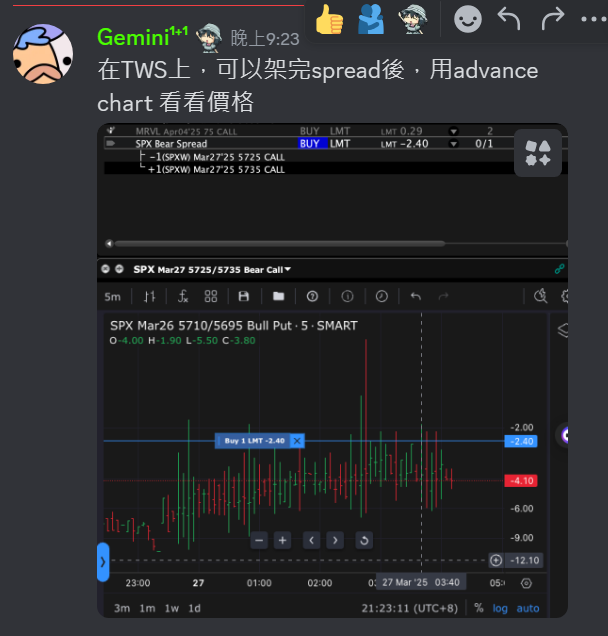 Gemini¹⁺¹ 晚上9:23
在TWS上，可以架完spread後，用advance
chart 看看價格
MRVL Apr04'25 75 CALL BUY LMT LMT 0.29 2
SPX Bear Spread BUY LMT LMT -2.40 0/1
-1(SPXW) Mar27'25 5725 CALL
+1(SPXW) Mar27'25 5735 CALL
SPX Mar27 5725/5735 Bear Call
5m
SPX Mar26 5710/5695 Bull Put · 5 · SMART
O-4.00 H-1.90 L-5.50 C-3.80
-2.00
Buy 1 LMT -2.40 ×
-2.40
-4.10
-6.00
-9.00
-12.10
23:00 27 01:00 02:00 27 Mar '25 03:40 05:
3m 1m 1w 1d 21:23:11 (UTC+8) % log auto